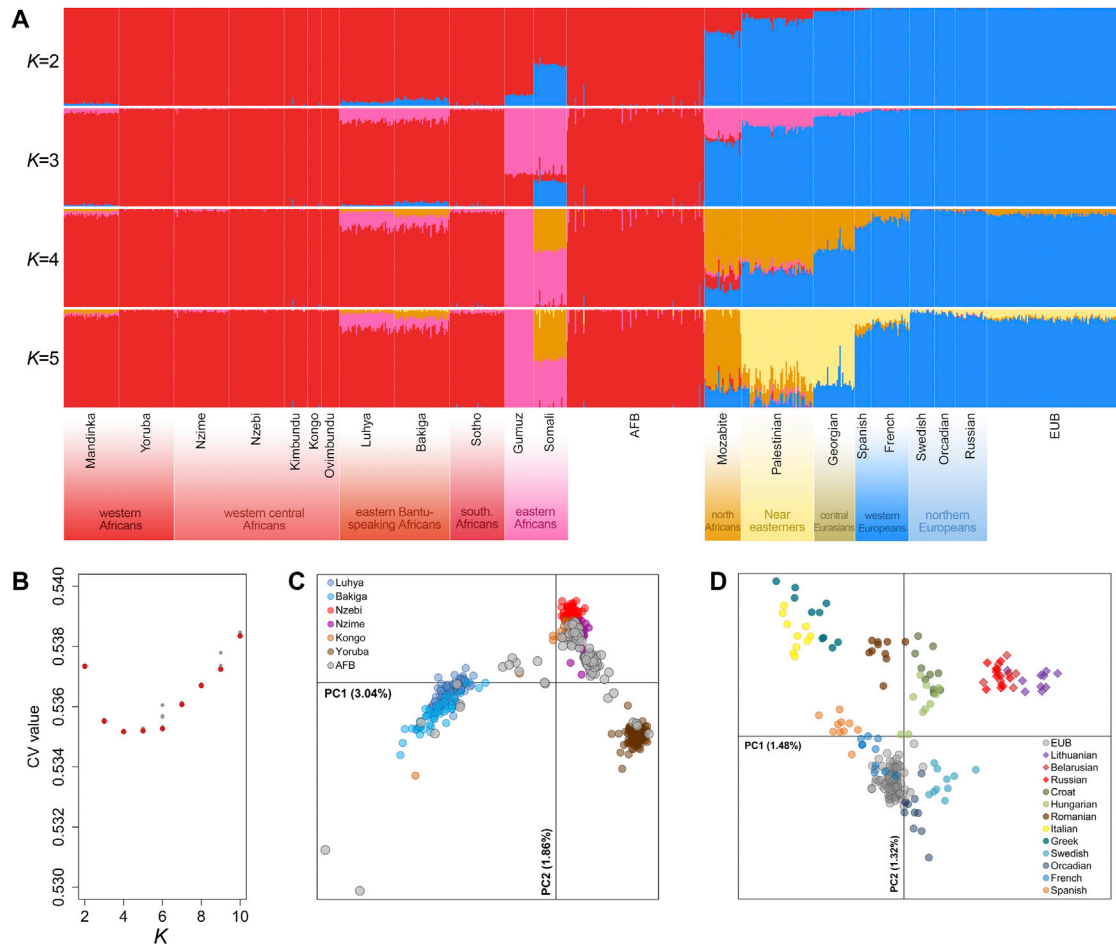 A
K=2
K=3
K=4
K=5
Mandinka
Yoruba
Nzime
Nzebi
Kimbundu
Kongo
Ovimbundu
Luhya
Bakiga
Sotho
Gumuz
Somali
AFB
Mozabite
Palestinian
Georgian
Spanish
French
Swedish
Orcadian
Russian
EUB
western
Africans
western central
Africans
eastern Bantu-
speaking Africans
south.
Africans
eastern
Africans
north
Africans
Near
easterners
central
Eurasians
western
Europeans
northern
Europeans
B
CV value
0.540
0.538
0.536
0.534
0.532
0.530
2
4
6
8
10
K
C
Luhya
Bakiga
Nzebi
Nzime
Kongo
Yoruba
AFB
PC1 (3.04%)
PC2 (1.86%)
D
PC1 (1.48%)
PC2 (1.32%)
EUB
Lithuanian
Belarusian
Russian
Croat
Hungarian
Romanian
Italian
Greek
Swedish
Orcadian
French
Spanish